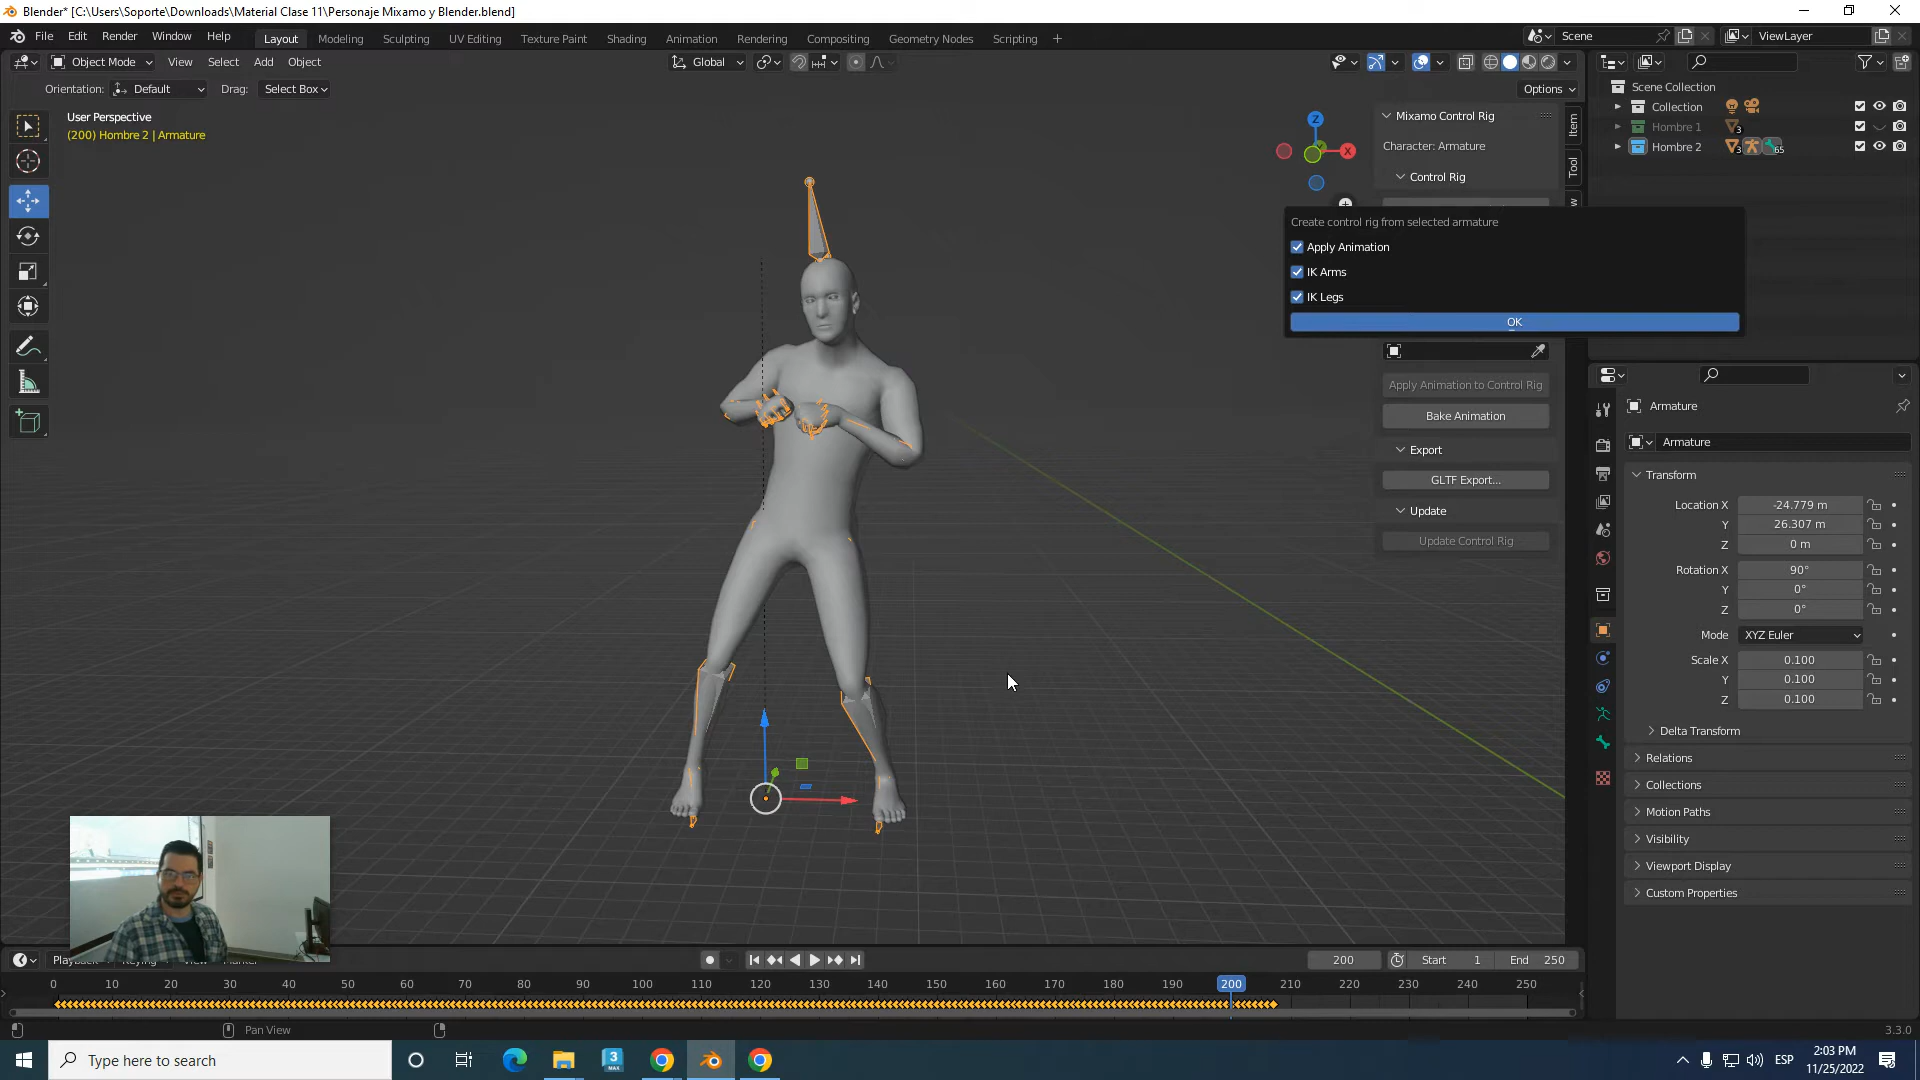 Blender* [C:\Users\Soporte\Downloads\Material Clase 11\Personaje Mixamo y Blender.blend]
File Edit Render Window Help Layout Modeling Sculpting UV Editing Texture Paint Shading Animation Rendering Compositing Geometry Nodes Scripting + Scene ViewLayer
Object Mode View Select Add Object Global
Orientation: Default Drag: Select Box Options
User Perspective
(200) Hombre 2 | Armature
Z
X
Mixamo Control Rig
Character: Armature
Control Rig
Item
Tool
Create control rig from selected armature
Apply Animation
IK Arms
IK Legs
OK
Apply Animation to Control Rig
Bake Animation
Export
GLTF Export...
Update
Update Control Rig
Scene Collection
Collection
Hombre 1 3
Hombre 2 3 65
Armature
Armature
Transform
Location X -24.779 m
Y 26.307 m
Z 0 m
Rotation X 90°
Y 0°
Z 0°
Mode XYZ Euler
Scale X 0.100
Y 0.100
Z 0.100
Delta Transform
Relations
Collections
Motion Paths
Visibility
Viewport Display
Custom Properties
200 Start 1 End 250
0 10 20 30 40 50 60 70 80 90 100 110 120 130 140 150 160 170 180 190 200 210 220 230 240 250
Pan View 3.3.0
Type here to search
3
MAX
ESP
2:03 PM
11/25/2022